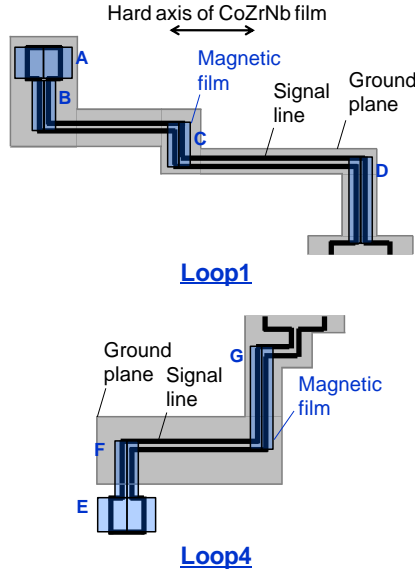 Hard axis of CoZrNb film
A
Magnetic
film
B
Signal
line
Ground
plane
C
D
Loop1
Ground
plane
Signal
line
G
Magnetic
film
F
E
Loop4